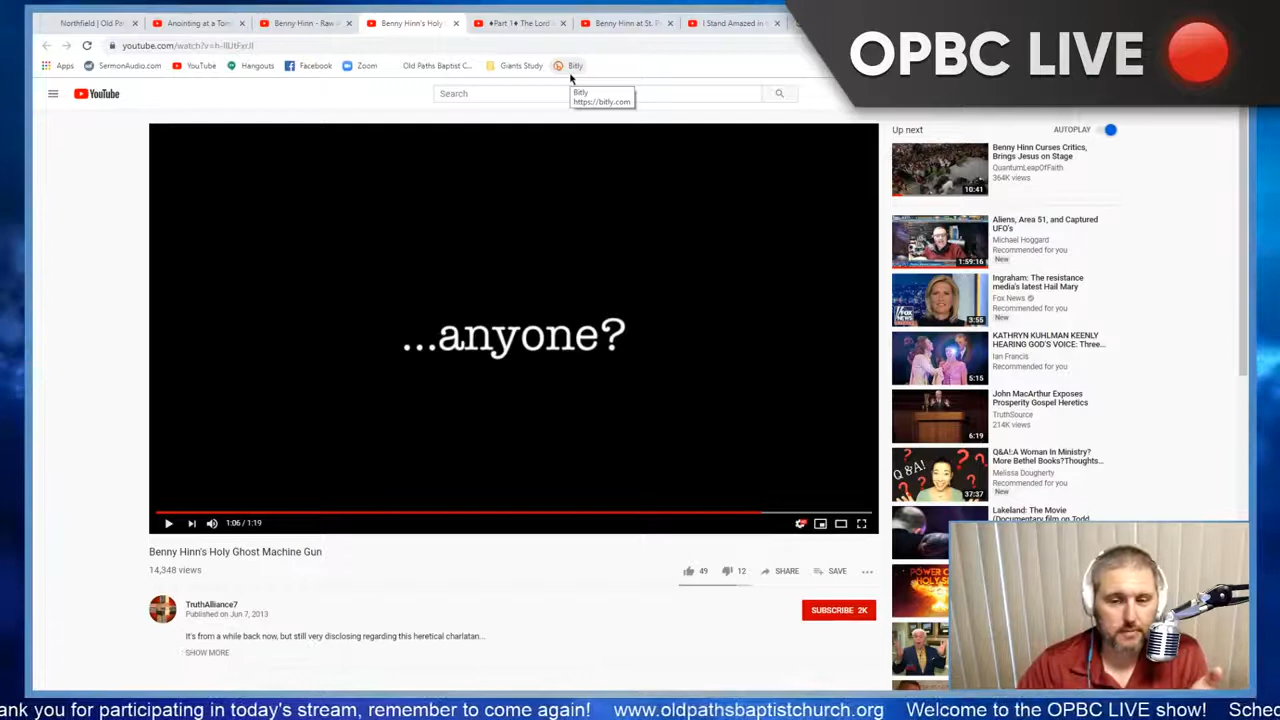 OPBC LIVE
Northfield | Old Pat
Anointing at a Tom
Benny Hinn - Raw
Benny Hinn's Holy
♦Part 1♦ The Lord
Benny Hinn at St. P
I Stand Amazed in
youtube.com/watch?v=
Apps
SermonAudio.com
YouTube
Hangouts
Facebook
Zoom
Old Paths Baptist C...
Giants Study
Bitly
Bitly
https://bitly.com
YouTube
Search
...anyone?
1:06 / 1:19
Benny Hinn's Holy Ghost Machine Gun
14,348 views
49
12
SHARE
SAVE
TruthAlliance7
Published on Jun 7, 2013
SUBSCRIBE 2K
It's from a while back now, but still very disclosing regarding this heretical charlatan...
SHOW MORE
Up next
AUTOPLAY
10:41
Benny Hinn Curses Critics,
Brings Jesus on Stage
QuantumLeapOfFaith
364K views
1:59:16
Aliens, Area 51, and Captured
UFO's
Michael Hoggard
Recommended for you
New
3:55
Ingraham: The resistance
media's latest Hail Mary
Fox News
Recommended for you
New
5:15
KATHRYN KUHLMAN KEENLY
HEARING GOD'S VOICE: Three...
Ian Francis
Recommended for you
6:19
John MacArthur Exposes
Prosperity Gospel Heretics
TruthSource
214K views
Q&A!
37:37
Q&A!:A Woman In Ministry?
More Bethel Books?Thoughts...
Melissa Dougherty
Recommended for you
New
Lakeland: The Movie
(Documentary film on Todd
POWER
HOLY
ank you for participating in today's stream, remember to come again! www.oldpathsbaptistchurch.org Welcome to the OPBC LIVE show! Sched